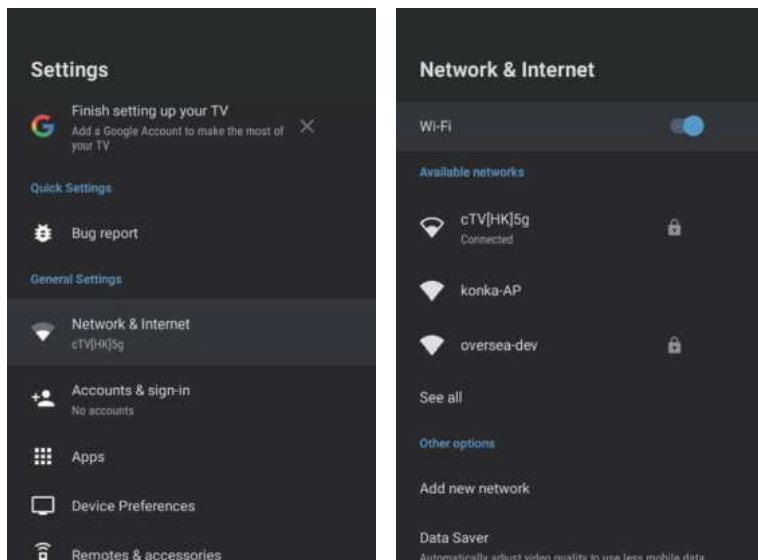 Settings
Finish setting up your TV
Add a Google Account to make the most of
your TV
Quick Settings
Bug report
General Settings
Network & Internet
cTV[HK]5g
Accounts & sign-in
No accounts
Apps
Device Preferences
Remotes & accessories
Network & Internet
Wi-Fi
Available networks
cTV[HK]5g
Connected
konka-AP
oversea-dev
See all
Other options
Add new network
Data Saver
Automatically adjust video quality to use less mobile data